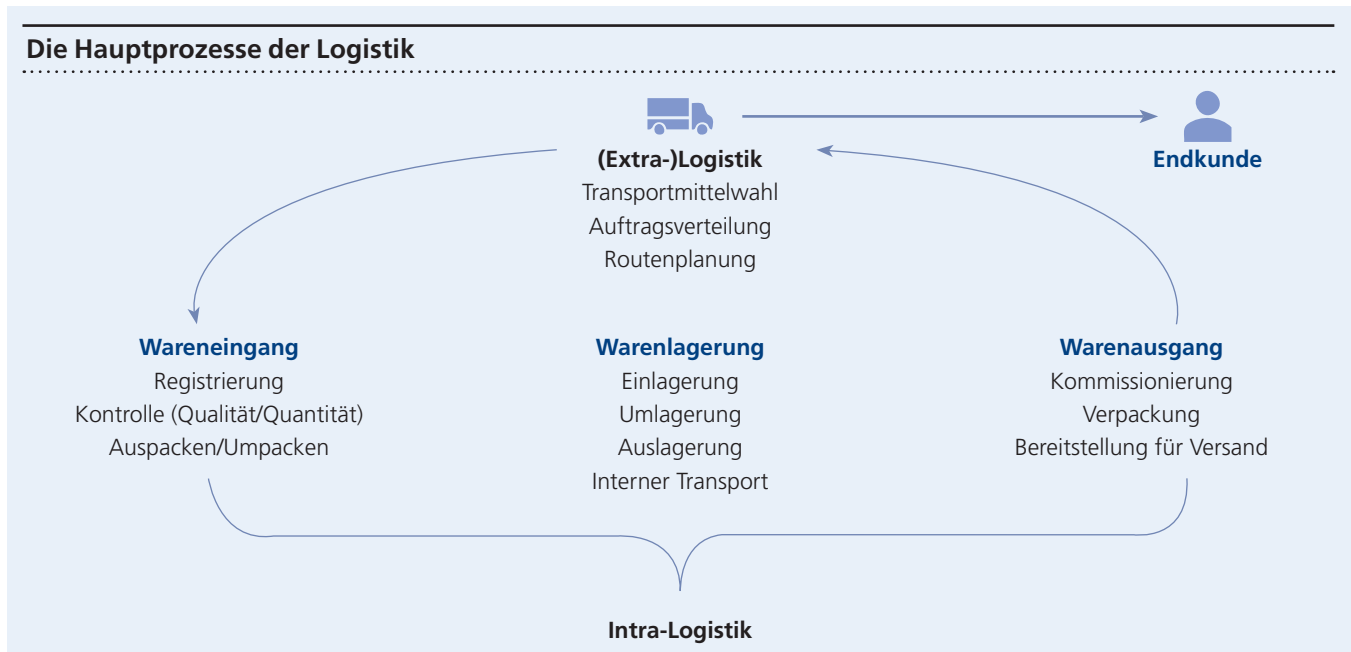 Die Hauptprozesse der Logistik
(Extra-)Logistik
Transportmittelwahl
Auftragsverteilung
Routenplanung
Endkunde
Wareneingang
Registrierung
Kontrolle (Qualität/Quantität)
Auspacken/Umpacken
Warenlagerung
Einlagerung
Umlagerung
Auslagerung
Interner Transport
Warenausgang
Kommissionierung
Verpackung
Bereitstellung für Versand
Intra-Logistik